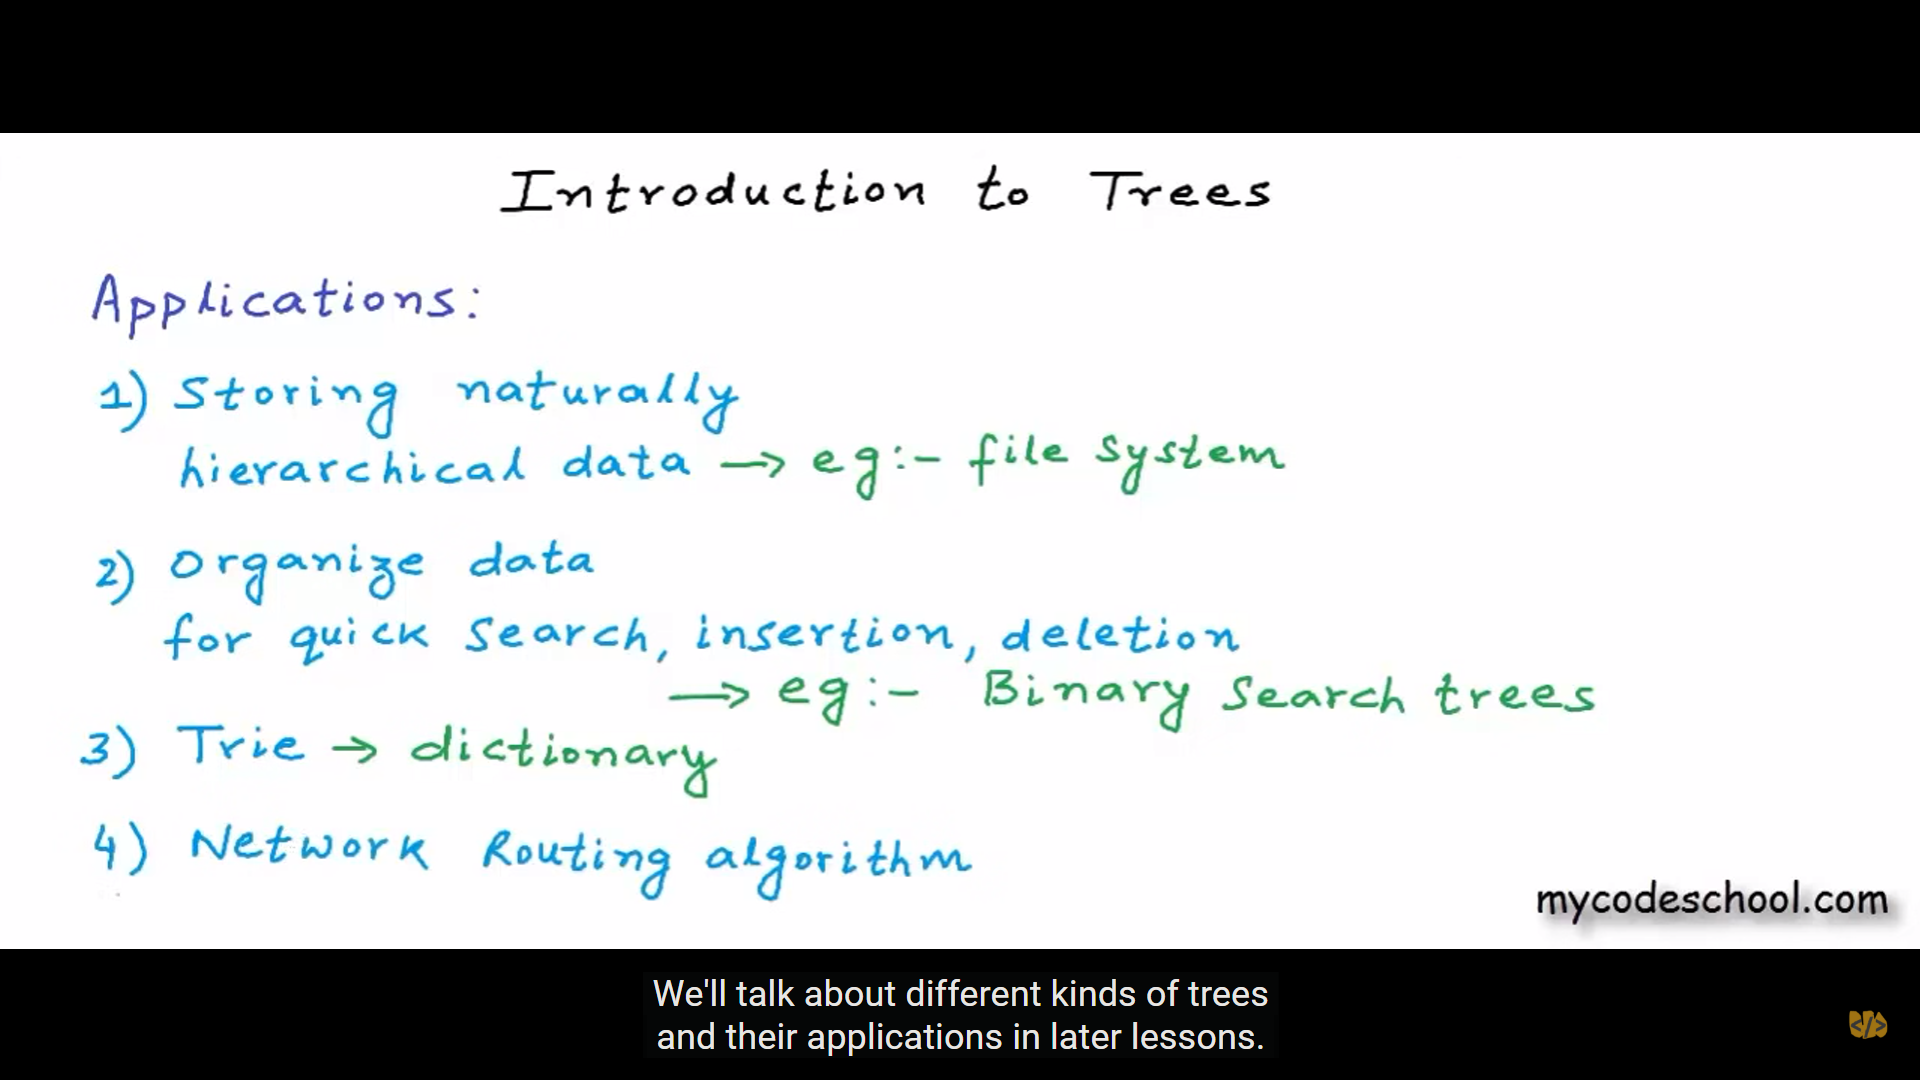 Introduction to Trees
Applications:
1) Storing naturally
hierarchical data → eg:- file system
2) Organize data
for quick search, insertion, deletion
→ eg:- Binary search trees
3) Trie → dictionary
4) Network Routing algorithm
mycodeschool.com
We'll talk about different kinds of trees
and their applications in later lessons.